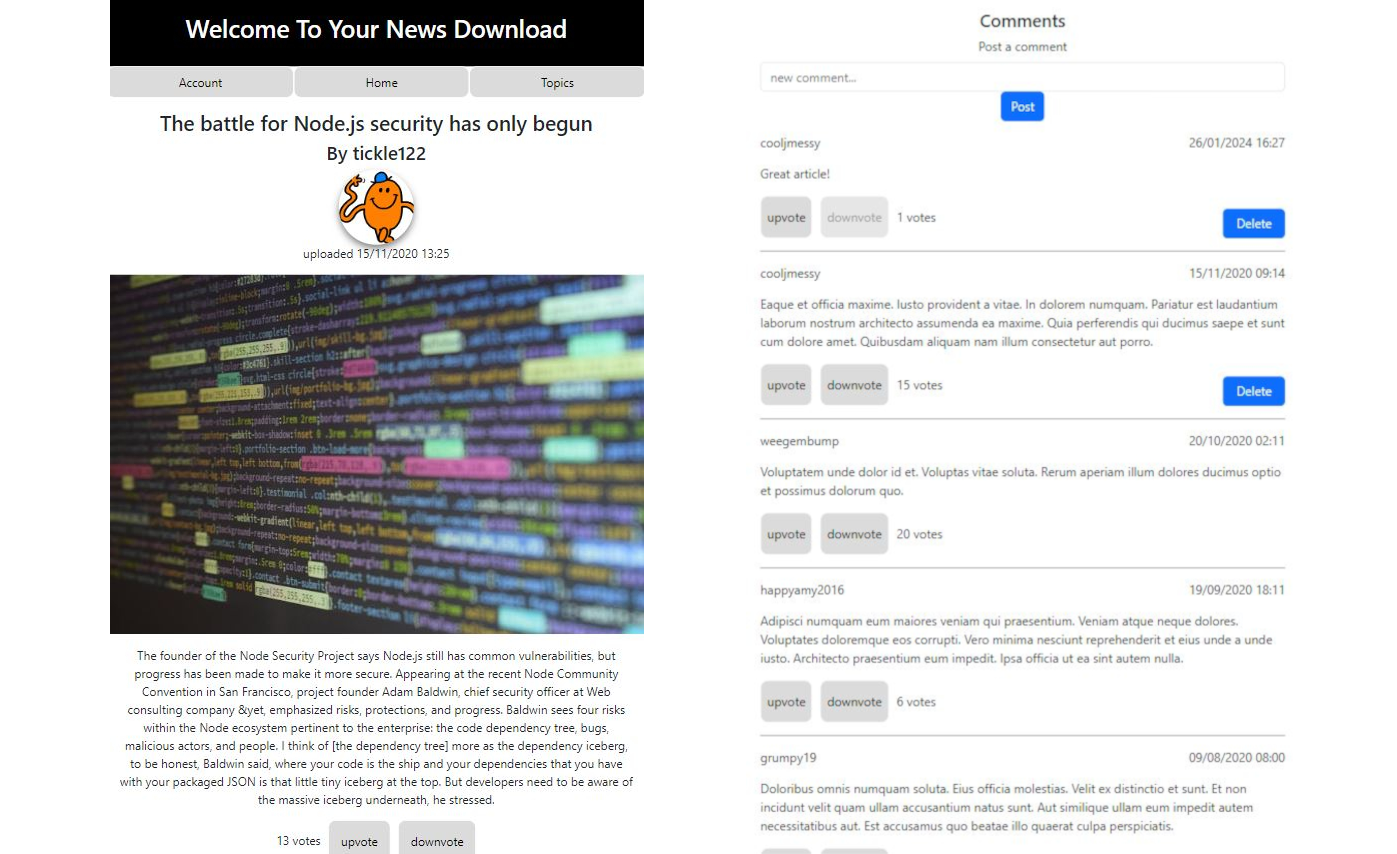 Welcome To Your News Download
Account
Home
Topics
The battle for Node.js security has only begun
By tickle122
uploaded 15/11/2020 13:25
The founder of the Node Security Project says Node.js still has common vulnerabilities, but
progress has been made to make it more secure. Appearing at the recent Node Community
Convention in San Francisco, project founder Adam Baldwin, chief security officer at Web
consulting company &yet, emphasized risks, protections, and progress. Baldwin sees four risks
within the Node ecosystem pertinent to the enterprise: the code dependency tree, bugs,
malicious actors, and people. I think of [the dependency tree] more as the dependency iceberg,
to be honest, Baldwin said, where your code is the ship and your dependencies that you have
with your packaged JSON is that little tiny iceberg at the top. But developers need to be aware of
the massive iceberg underneath, he stressed.
13 votes
upvote
downvote
Comments
Post a comment
new comment...
Post
cooljmessy
26/01/2024 16:27
Great article!
upvote
downvote
1 votes
Delete
cooljmessy
15/11/2020 09:14
Eaque et officia maxime. Iusto provident a vitae. In dolorem numquam. Pariatur est laudantium
laborum nostrum architecto assumenda ea maxime. Quia perferendis qui ducimus saepe et sunt
cum dolore amet. Quibusdam aliquam nam illum consectetur aut porro.
upvote
downvote
15 votes
Delete
weegembump
20/10/2020 02:11
Voluptatem unde dolor id et. Voluptas vitae soluta. Rerum aperiam illum dolores ducimus optio
et possimus dolorum quo.
upvote
downvote
20 votes
happyamy2016
19/09/2020 18:11
Adipisci numquam eum maiores veniam qui praesentium. Veniam atque neque dolores.
Voluptates doloremque eos corrupti. Vero minima nesciunt reprehenderit et eius unde a unde
iusto. Architecto praesentium eum impedit. Ipsa officia ut ea sint autem nulla.
upvote
downvote
6 votes
grumpy19
09/08/2020 08:00
Doloribus omnis numquam soluta. Eius officia molestias. Velit ex distinctio et sunt. Et non
incidunt velit quam ullam accusantium natus sunt. Aut similique ullam eum impedit autem
necessitatibus aut. Est accusamus quo beatae illo quaerat culpa perspiciatis.